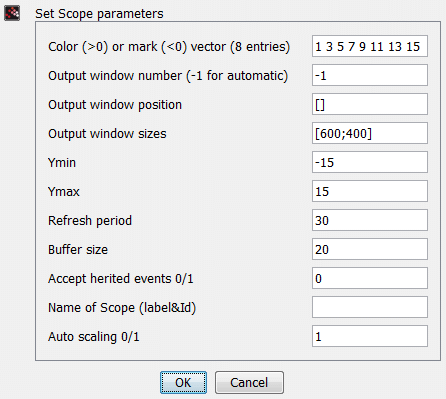 Set Scope parameters
Color (>0) or mark (<0) vector (8 entries) 1 3 5 7 9 11 13 15
Output window number (-1 for automatic) -1
Output window position []
Output window sizes [600;400]
Ymin -15
Ymax 15
Refresh period 30
Buffer size 20
Accept herited events 0/1 0
Name of Scope (label&Id)
Auto scaling 0/1 1
OK Cancel